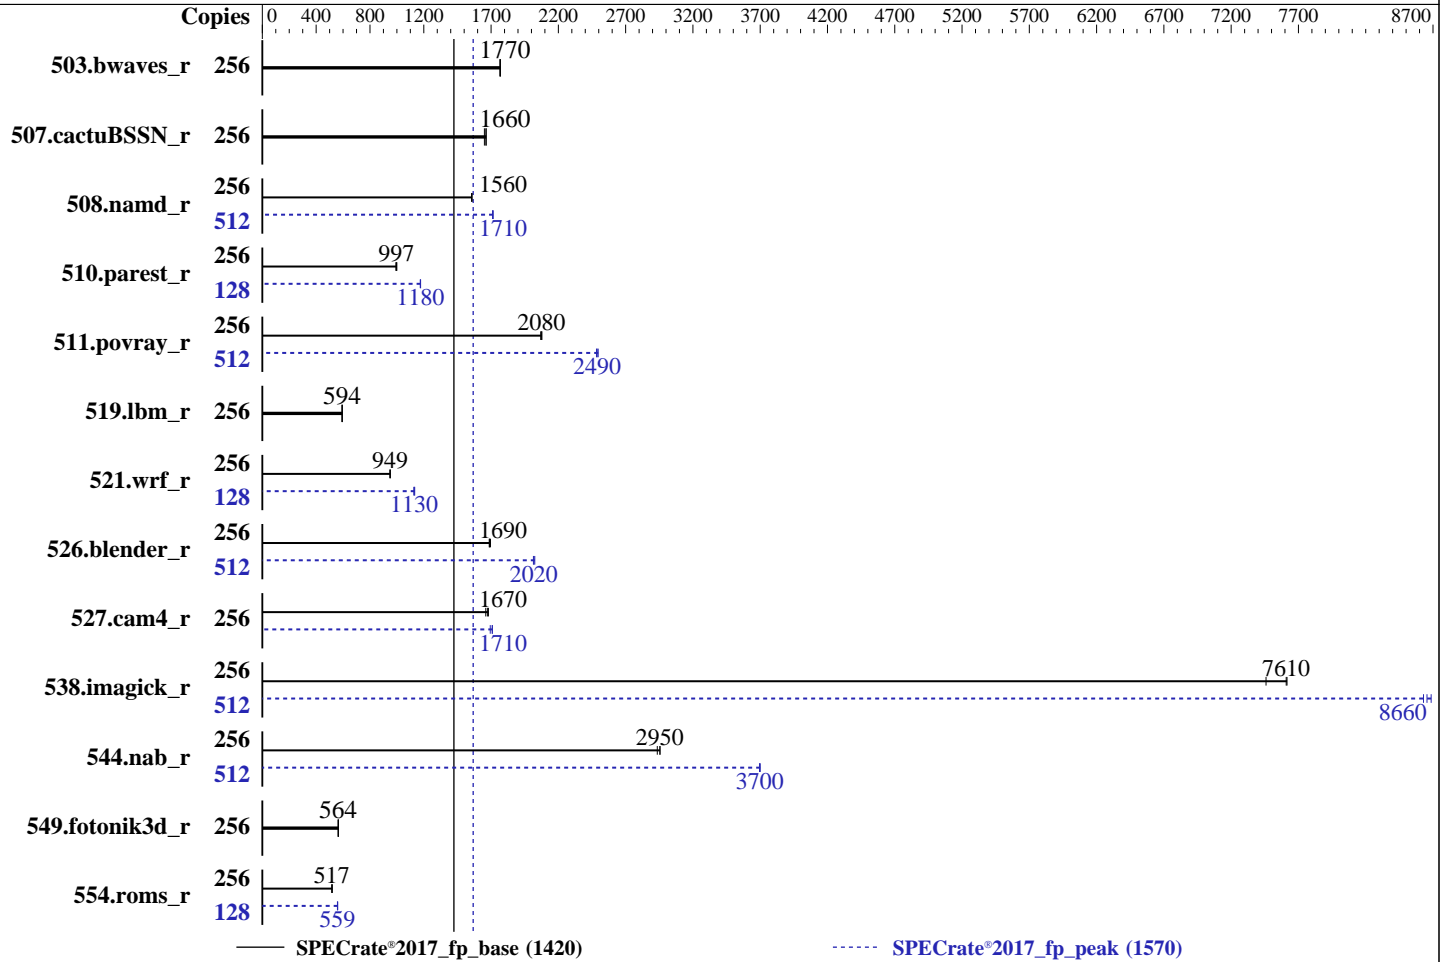 Copies 0 400 800 1200 1700 2200 2700 3200 3700 4200 4700 5200 5700 6200 6700 7200 7700 8700
503.bwaves_r 256 1770
507.cactuBSSN_r 256 1660
508.namd_r 256 1560
512 1710
510.parest_r 256 997
128 1180
511.povray_r 256 2080
512 2490
519.lbm_r 256 594
521.wrf_r 256 949
128 1130
526.blender_r 256 1690
512 2020
527.cam4_r 256 1670
1710
538.imagick_r 256 7610
512 8660
544.nab_r 256 2950
512 3700
549.fotonik3d_r 256 564
554.roms_r 256 517
128 559
SPECrate®2017_fp_base (1420)
SPECrate®2017_fp_peak (1570)